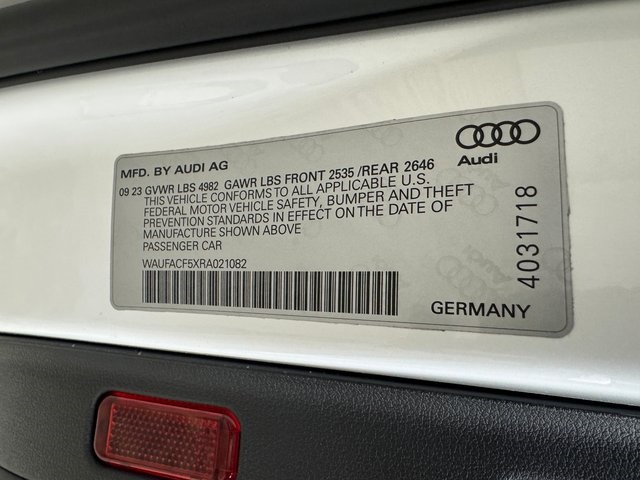 MFD. BY AUDI AG
Audi
09 23 GVWR LBS 4982 GAWR LBS FRONT 2535 /REAR 2646
THIS VEHICLE CONFORMS TO ALL APPLICABLE U.S.
FEDERAL MOTOR VEHICLE SAFETY, BUMPER AND THEFT
PREVENTION STANDARDS IN EFFECT ON THE DATE OF
MANUFACTURE SHOWN ABOVE
PASSENGER CAR
WAUFACF5XRA021082
4031718
GERMANY